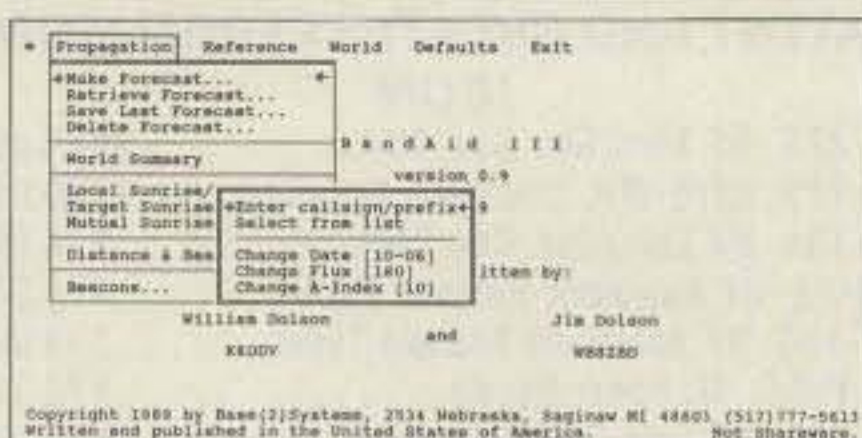 Propagation Reference World Defaults Exit
Make Forecast...
Retrieve Forecast...
Save Last Forecast...
Delete Forecast...
BandAid III
World Summary
version 0.9
Local Sunrise/
Target Sunrise
Enter callsign/prefix
Mutual Sunrise
Select from list
Distance & Bea
Change Date [10-06]
Change Flux [180]
itten by:
Beacons...
Change A-Index [10]
William Dolson
Jim Dolson
and
Copyright 1989 by Base(2)Systems, 2534 Nebraska, Saginaw MI 48601 (517)777-5613
Written and published in the United States of America. Not Shareware.